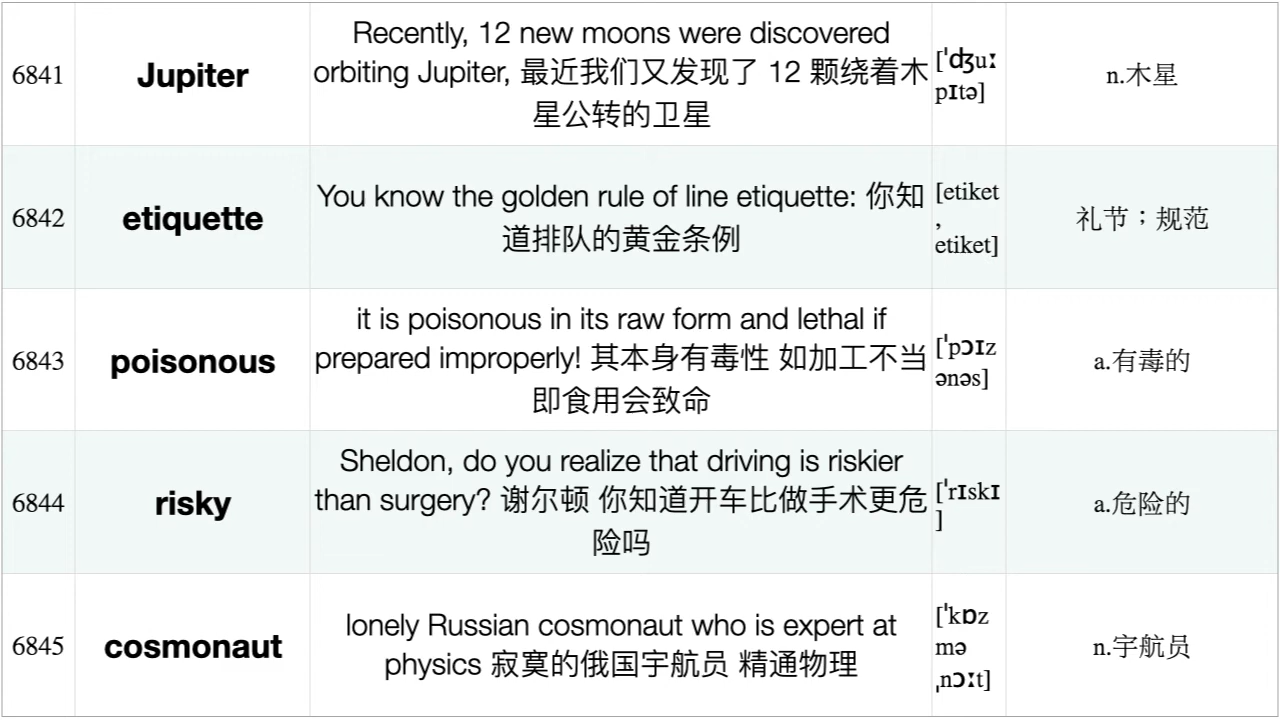 6841
Jupiter
Recently, 12 new moons were discovered
orbiting Jupiter, 最近我们又发现了 12 颗绕着木
星公转的卫星
[ˈʤuː
pɪtə]
n.木星
6842
etiquette
You know the golden rule of line etiquette: 你知
道排队的黄金条例
[etiket
,
etiket]
礼节；规范
6843
poisonous
it is poisonous in its raw form and lethal if
prepared improperly! 其本身有毒性 如加工不当
即食用会致命
[ˈpɔɪz
ənəs]
a.有毒的
6844
risky
Sheldon, do you realize that driving is riskier
than surgery? 谢尔顿 你知道开车比做手术更危
险吗
[ˈrɪskɪ
]
a.危险的
6845
cosmonaut
lonely Russian cosmonaut who is expert at
physics 寂寞的俄国宇航员 精通物理
[ˈkɒz
mə
ˌnɔːt]
n.宇航员